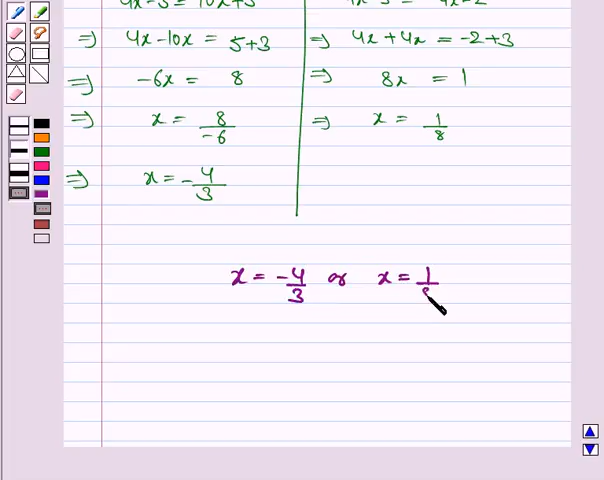 ⇒ 4x-10x = 5+3 ⇒ 4x+4x = -2+3
⇒ -6x = 8 ⇒ 8x = 1
⇒ x = 8/-6 ⇒ x = 1/8
⇒ x = -4/3
x = -4/3 or x = 1/